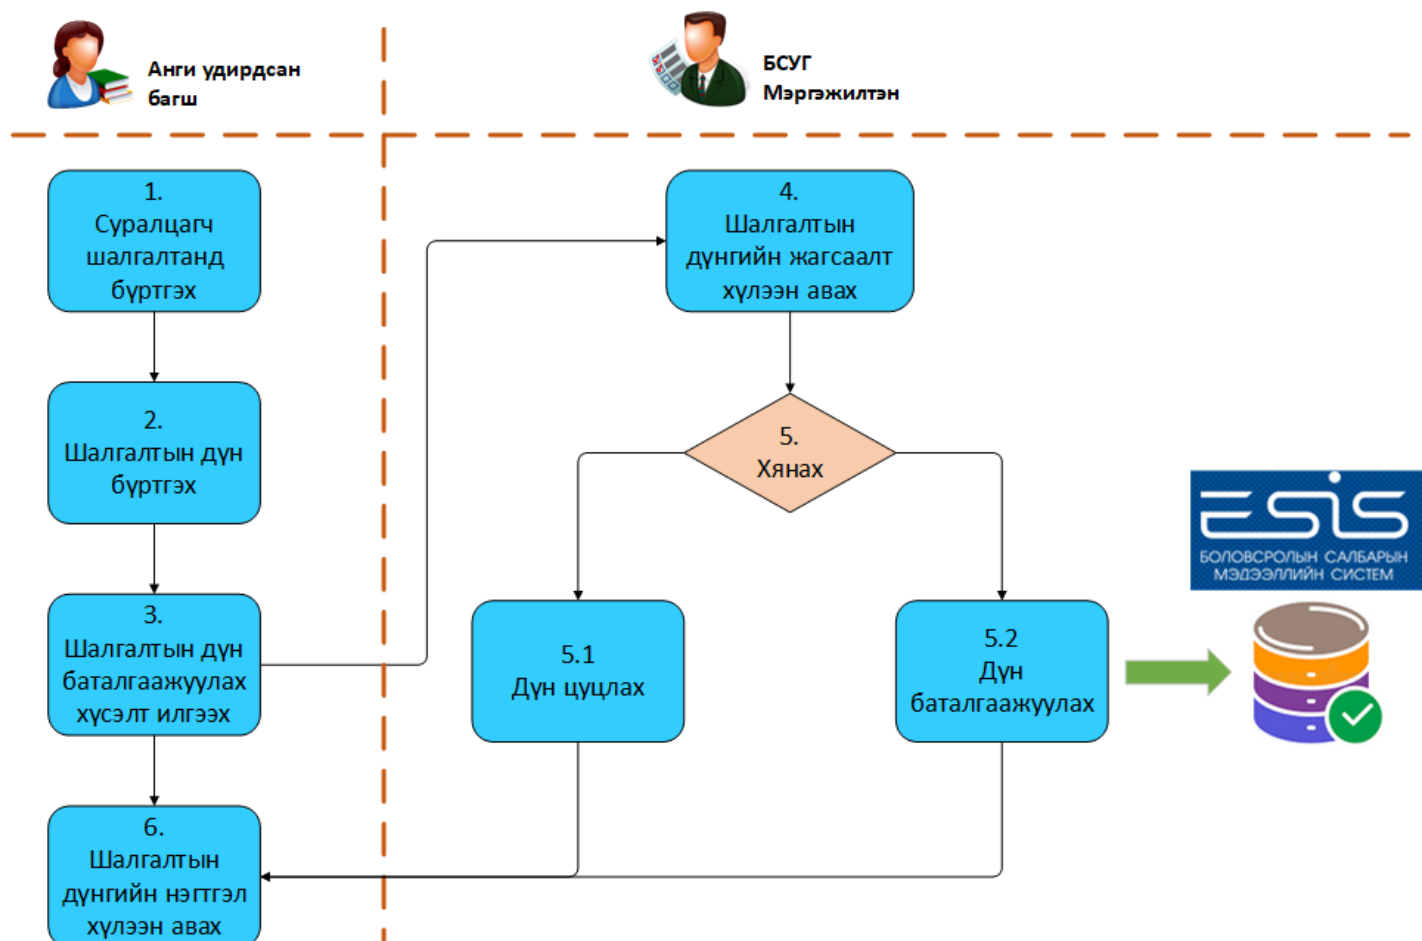 Анги удирдсан
багш
БСУГ
Мэргэжилтэн
1.
Суралцагч
шалгалтанд
бүртгэх
2.
Шалгалтын дүн
бүртгэх
3.
Шалгалтын дүн
баталгаажуулах
хүсэлт илгээх
6.
Шалгалтын
дүнгийн нэгтгэл
хүлээн авах
4.
Шалгалтын
дүнгийн жагсаалт
хүлээн авах
5.
Хянах
5.1
Дүн цуцлах
5.2
Дүн
баталгаажуулах
ESIS
БОЛОВСРОЛЫН САЛБАРЫН
МЭДЭЭЛЛИЙН СИСТЕМ